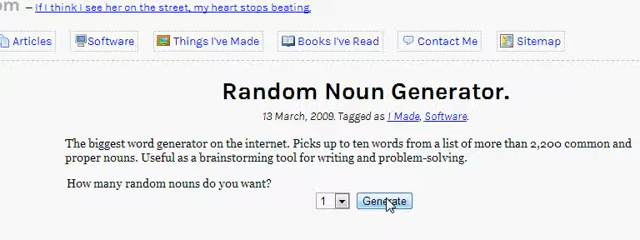 om – If I think I see her on the street, my heart stops beating.
Articles Software Things I've Made Books I've Read Contact Me Sitemap
Random Noun Generator.
13 March, 2009. Tagged as I Made, Software.
The biggest word generator on the internet. Picks up to ten words from a list of more than 2,200 common and
proper nouns. Useful as a brainstorming tool for writing and problem-solving.
How many random nouns do you want?
1 Generate